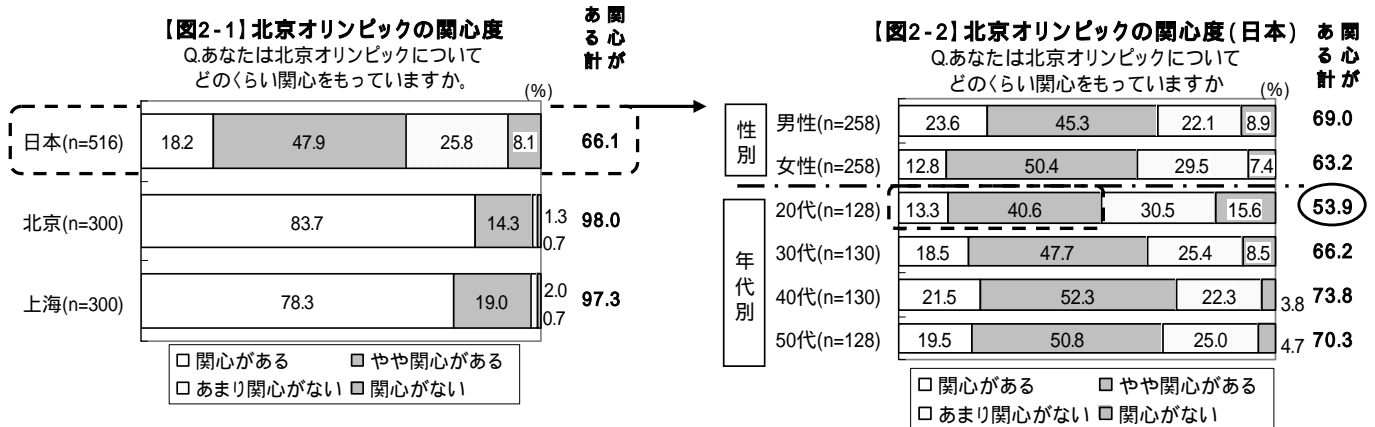 【図2-1】北京オリンピックの関心度
Q.あなたは北京オリンピックについて
どのくらい関心をもっていますか。
(%)
関心が
ある計
日本(n=516) 18.2 47.9 25.8 8.1 66.1
北京(n=300) 83.7 14.3 1.3 0.7 98.0
上海(n=300) 78.3 19.0 2.0 0.7 97.3
□ 関心がある □ やや関心がある
□ あまり関心がない □ 関心がない
【図2-2】北京オリンピックの関心度(日本)
Q.あなたは北京オリンピックについて
どのくらい関心をもっていますか
(%)
関心が
ある計
性別
男性(n=258) 23.6 45.3 22.1 8.9 69.0
女性(n=258) 12.8 50.4 29.5 7.4 63.2
年代別
20代(n=128) 13.3 40.6 30.5 15.6 53.9
30代(n=130) 18.5 47.7 25.4 8.5 66.2
40代(n=130) 21.5 52.3 22.3 3.8 73.8
50代(n=128) 19.5 50.8 25.0 4.7 70.3
□ 関心がある □ やや関心がある
□ あまり関心がない □ 関心がない